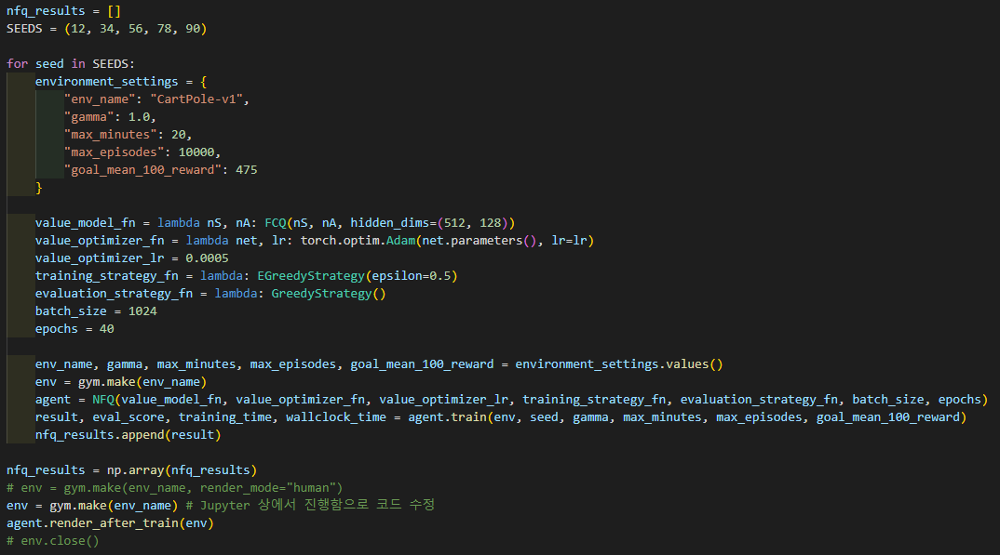 nfq_results = []
SEEDS = (12, 34, 56, 78, 90)
for seed in SEEDS:
    environment_settings = {
        "env_name": "CartPole-v1",
        "gamma": 1.0,
        "max_minutes": 20,
        "max_episodes": 10000,
        "goal_mean_100_reward": 475
    }
    value_model_fn = lambda nS, nA: FCQ(nS, nA, hidden_dims=(512, 128))
    value_optimizer_fn = lambda net, lr: torch.optim.Adam(net.parameters(), lr=lr)
    value_optimizer_lr = 0.0005
    training_strategy_fn = lambda: EGreedyStrategy(epsilon=0.5)
    evaluation_strategy_fn = lambda: GreedyStrategy()
    batch_size = 1024
    epochs = 40
    env_name, gamma, max_minutes, max_episodes, goal_mean_100_reward = environment_settings.values()
    env = gym.make(env_name)
    agent = NFQ(value_model_fn, value_optimizer_fn, value_optimizer_lr, training_strategy_fn, evaluation_strategy_fn, batch_size, epochs)
    result, eval_score, training_time, wallclock_time = agent.train(env, seed, gamma, max_minutes, max_episodes, goal_mean_100_reward)
    nfq_results.append(result)
nfq_results = np.array(nfq_results)
# env = gym.make(env_name, render_mode="human")
env = gym.make(env_name) # Jupyter 상에서 진행함으로 코드 수정
agent.render_after_train(env)
# env.close()